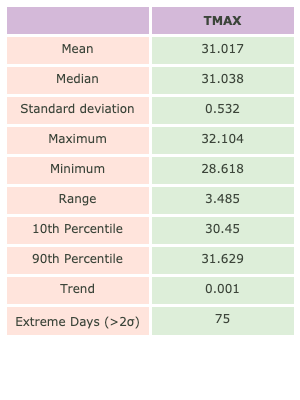 TMAX
Mean 31.017
Median 31.038
Standard deviation 0.532
Maximum 32.104
Minimum 28.618
Range 3.485
10th Percentile 30.45
90th Percentile 31.629
Trend 0.001
Extreme Days (>2σ) 75